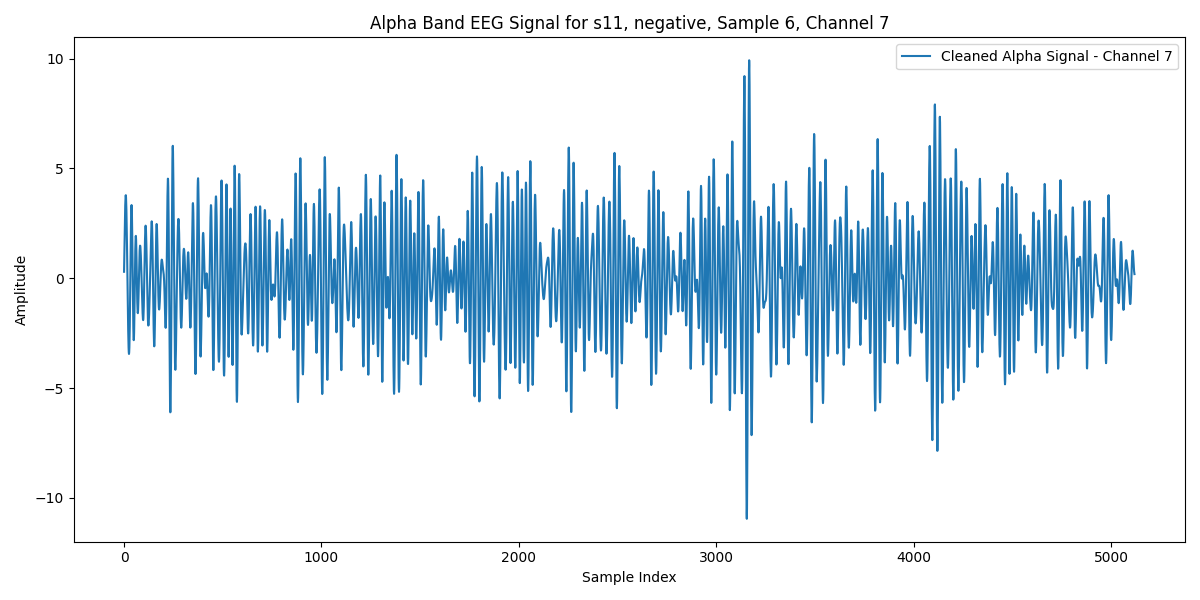 Alpha Band EEG Signal for s11, negative, Sample 6, Channel 7
Cleaned Alpha Signal - Channel 7
Amplitude
10
5
0
−5
−10
0 1000 2000 3000 4000 5000
Sample Index